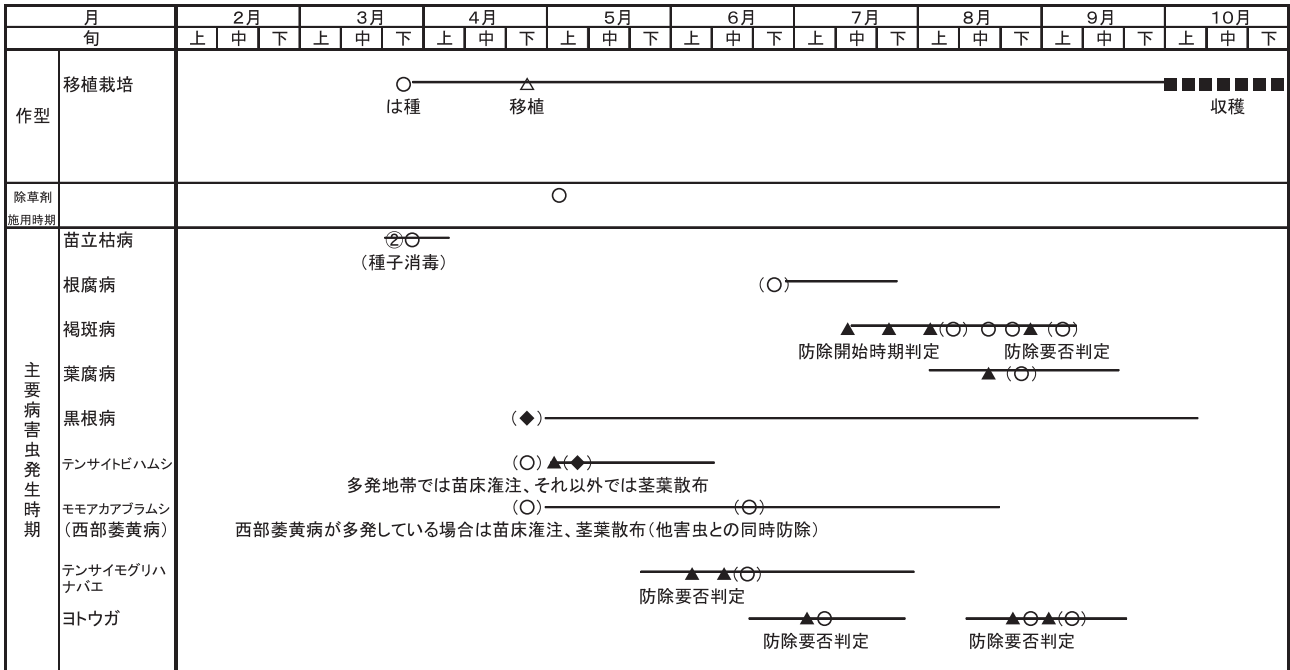 月 2月 3月 4月 5月 6月 7月 8月 9月 10月
旬 上 中 下 上 中 下 上 中 下 上 中 下 上 中 下 上 中 下 上 中 下 上 中 下 上 中 下
作型
移植栽培
は種 移植 収穫
除草剤
施用時期
主要病害虫発生時期
苗立枯病 ②
(種子消毒)
根腐病 ( )
褐斑病 ( ) ( )
防除開始時期判定 防除要否判定
葉腐病 ( )
黒根病 ( )
テンサイトビハムシ ( ) ( )
多発地帯では苗床潅注、それ以外では茎葉散布
モモアカアブラムシ ( ) ( )
(西部萎黄病) 西部萎黄病が多発している場合は苗床潅注、茎葉散布(他害虫との同時防除)
テンサイモグリハ ( )
ナバエ
防除要否判定
ヨトウガ ( )
防除要否判定 防除要否判定